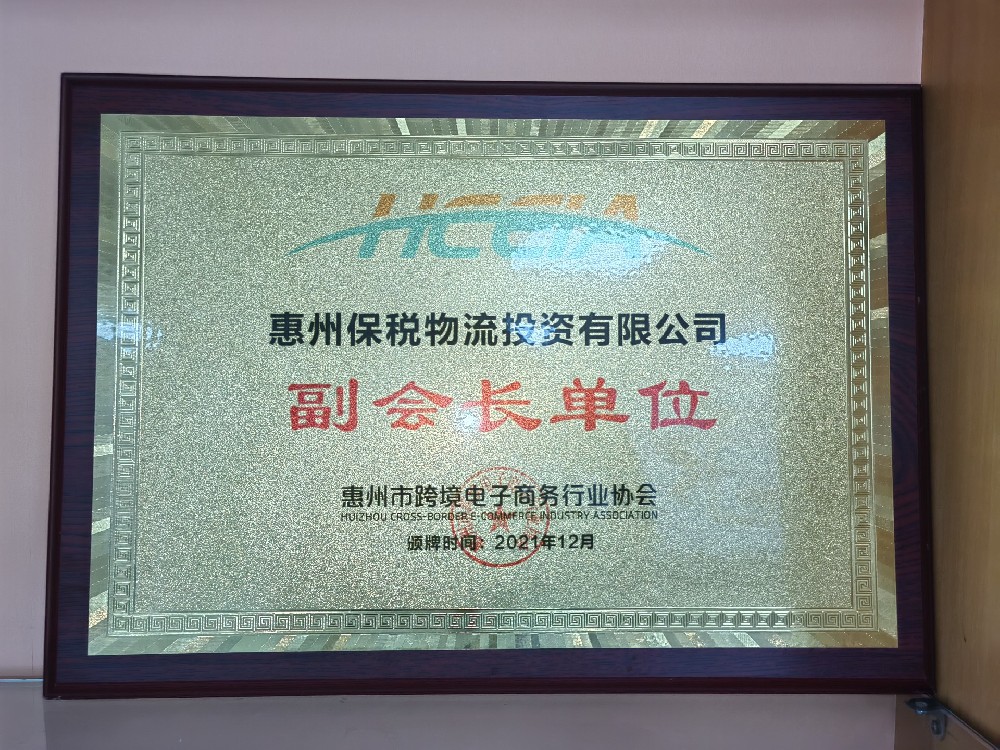 HCEIA
惠州保税物流投资有限公司
副会长单位
惠州市跨境电子商务行业协会
HUIZHOU CROSS-BORDER E-COMMERCE INDUSTRY ASSOCIATION
颁牌时间：2021年12月